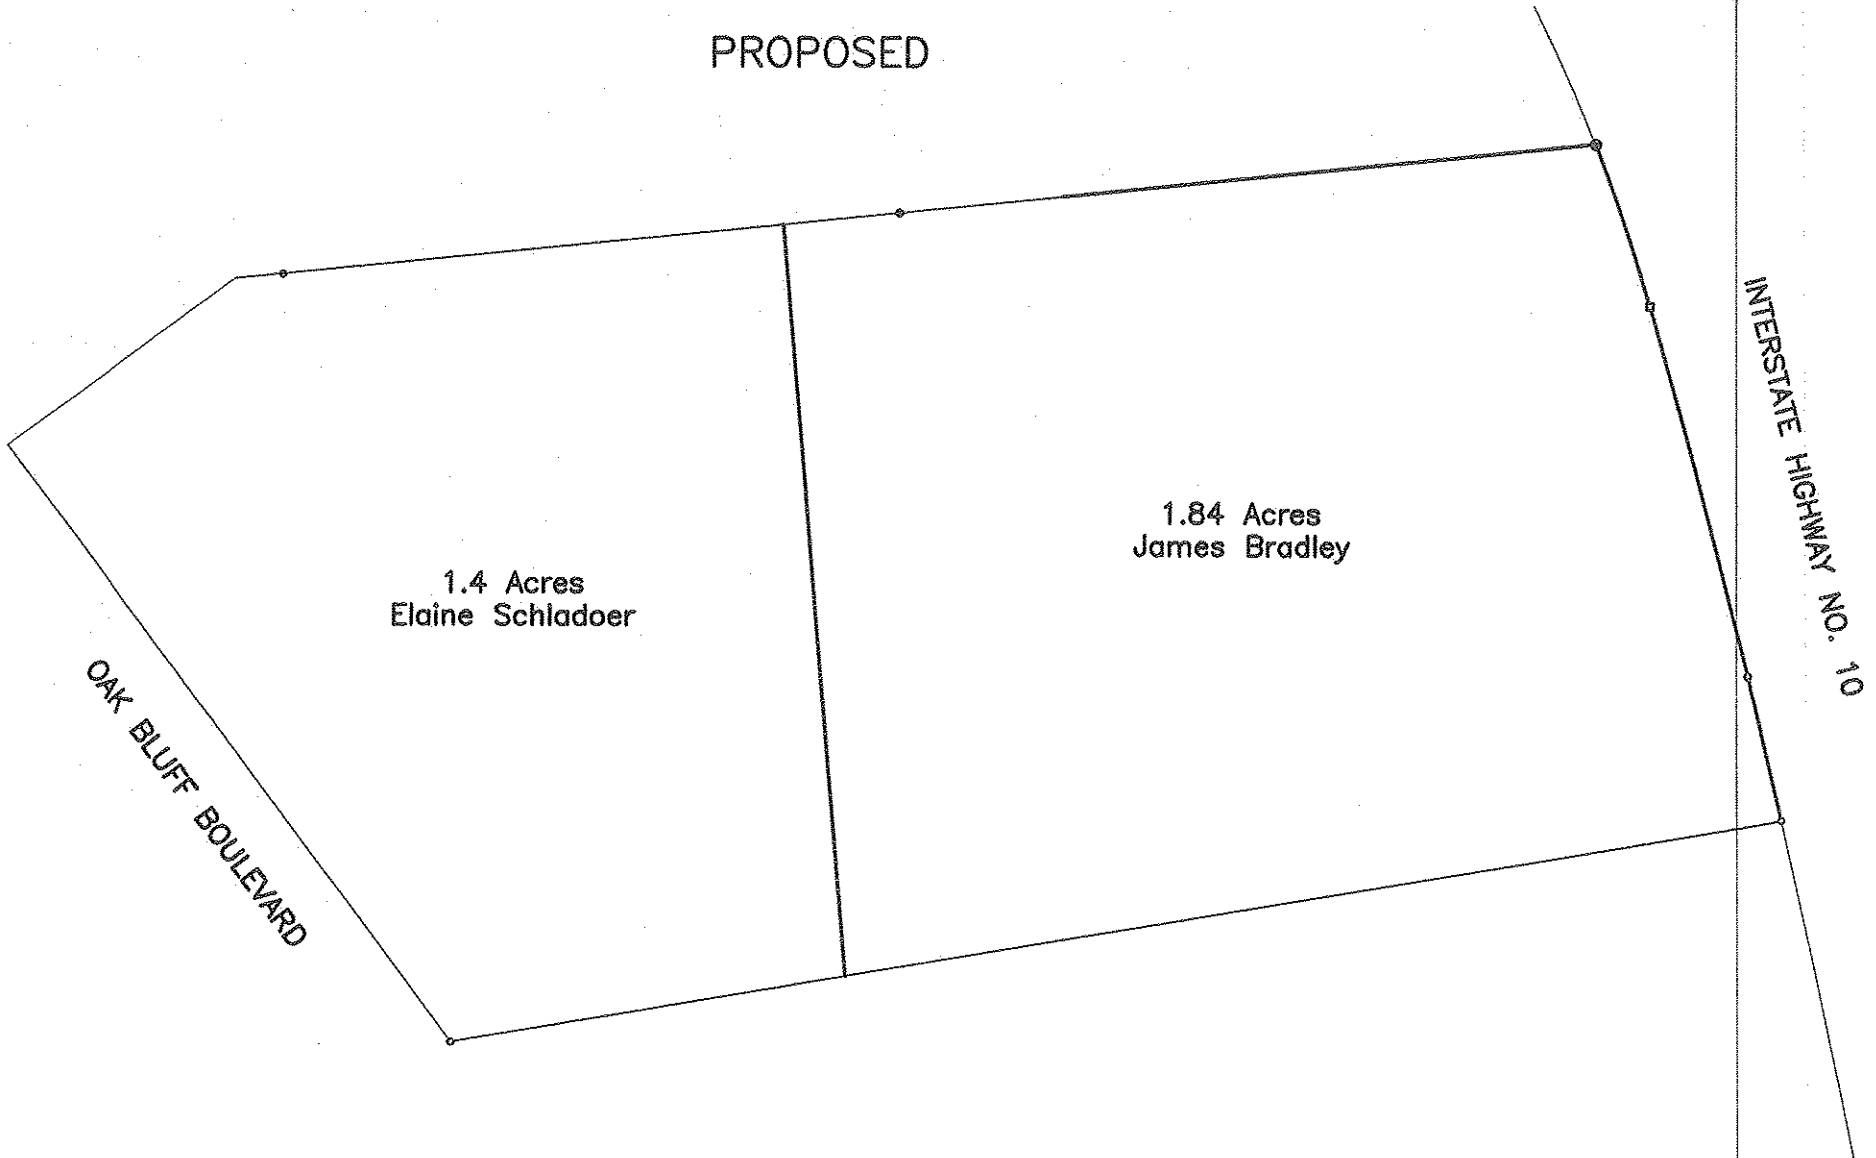 PROPOSED
INTERSTATE HIGHWAY NO. 10
1.84 Acres
James Bradley
1.4 Acres
Elaine Schladoer
OAK BLUFF BOULEVARD